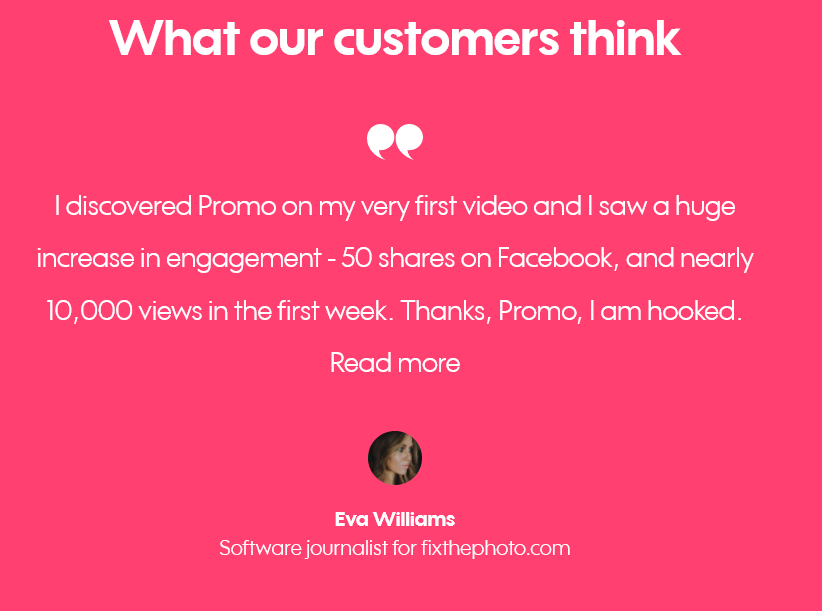 What our customers think
I discovered Promo on my very first video and I saw a huge
increase in engagement - 50 shares on Facebook, and nearly
10,000 views in the first week. Thanks, Promo, I am hooked.
Read more
Eva Williams
Software journalist for fixthephoto.com